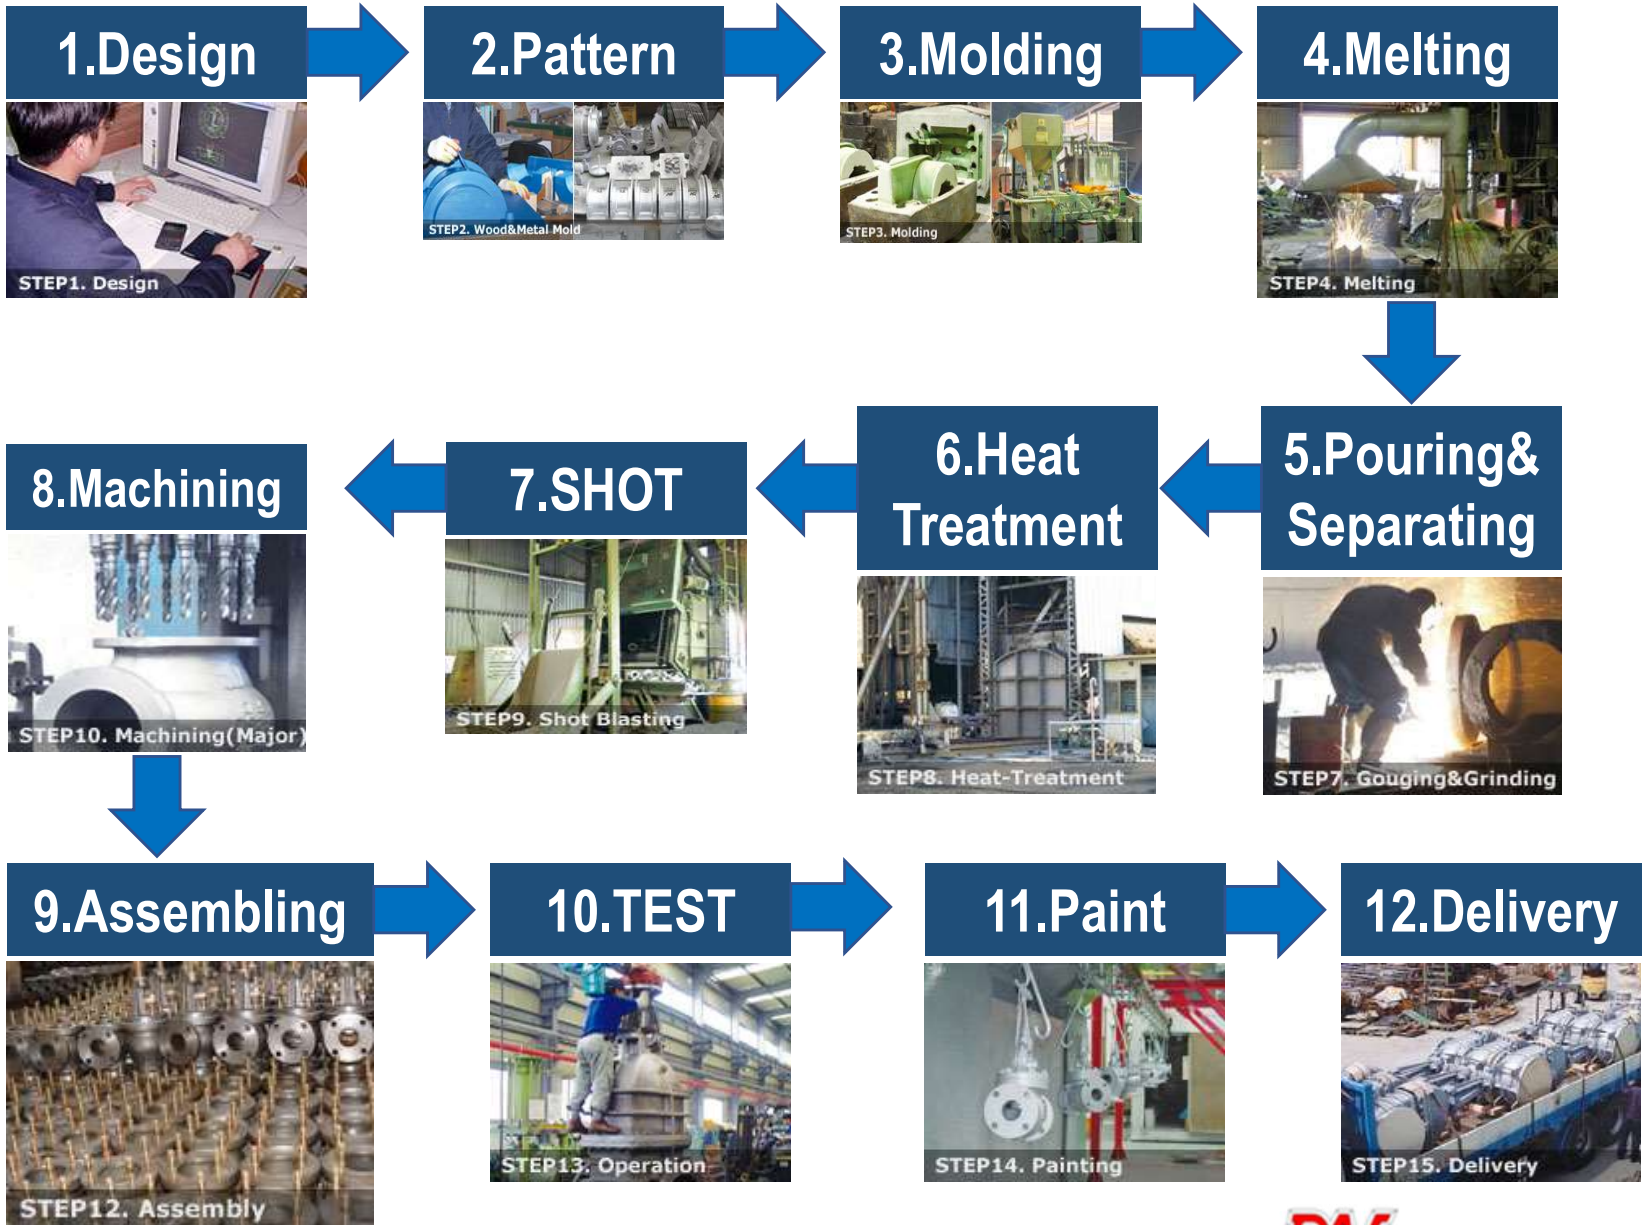 1.Design
2.Pattern
3.Molding
4.Melting
STEP1. Design
STEP2. Wood&Metal Mold
STEP3. Molding
STEP4. Melting
8.Machining
7.SHOT
6.Heat
Treatment
5.Pouring&
Separating
STEP10. Machining(Major)
STEP9. Shot Blasting
STEP8. Heat-Treatment
STEP7. Gouging&Grinding
9.Assembling
10.TEST
11.Paint
12.Delivery
STEP12. Assembly
STEP13. Operation
STEP14. Painting
STEP15. Delivery